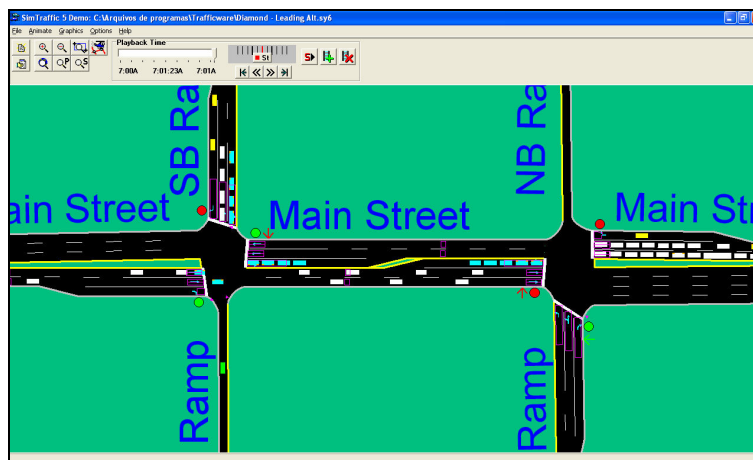 SimTraffic 5 Demo: C:\Arquivos de programas\Trafficware\Diamond - Leading Alt.sy6
File Animate Graphics Options Help
Playback Time
7:00A 7:01:23A 7:01A
St
P S
S
SB Ra
NB Ra
ain Street
Main Street
Main St
Ramp
Ramp